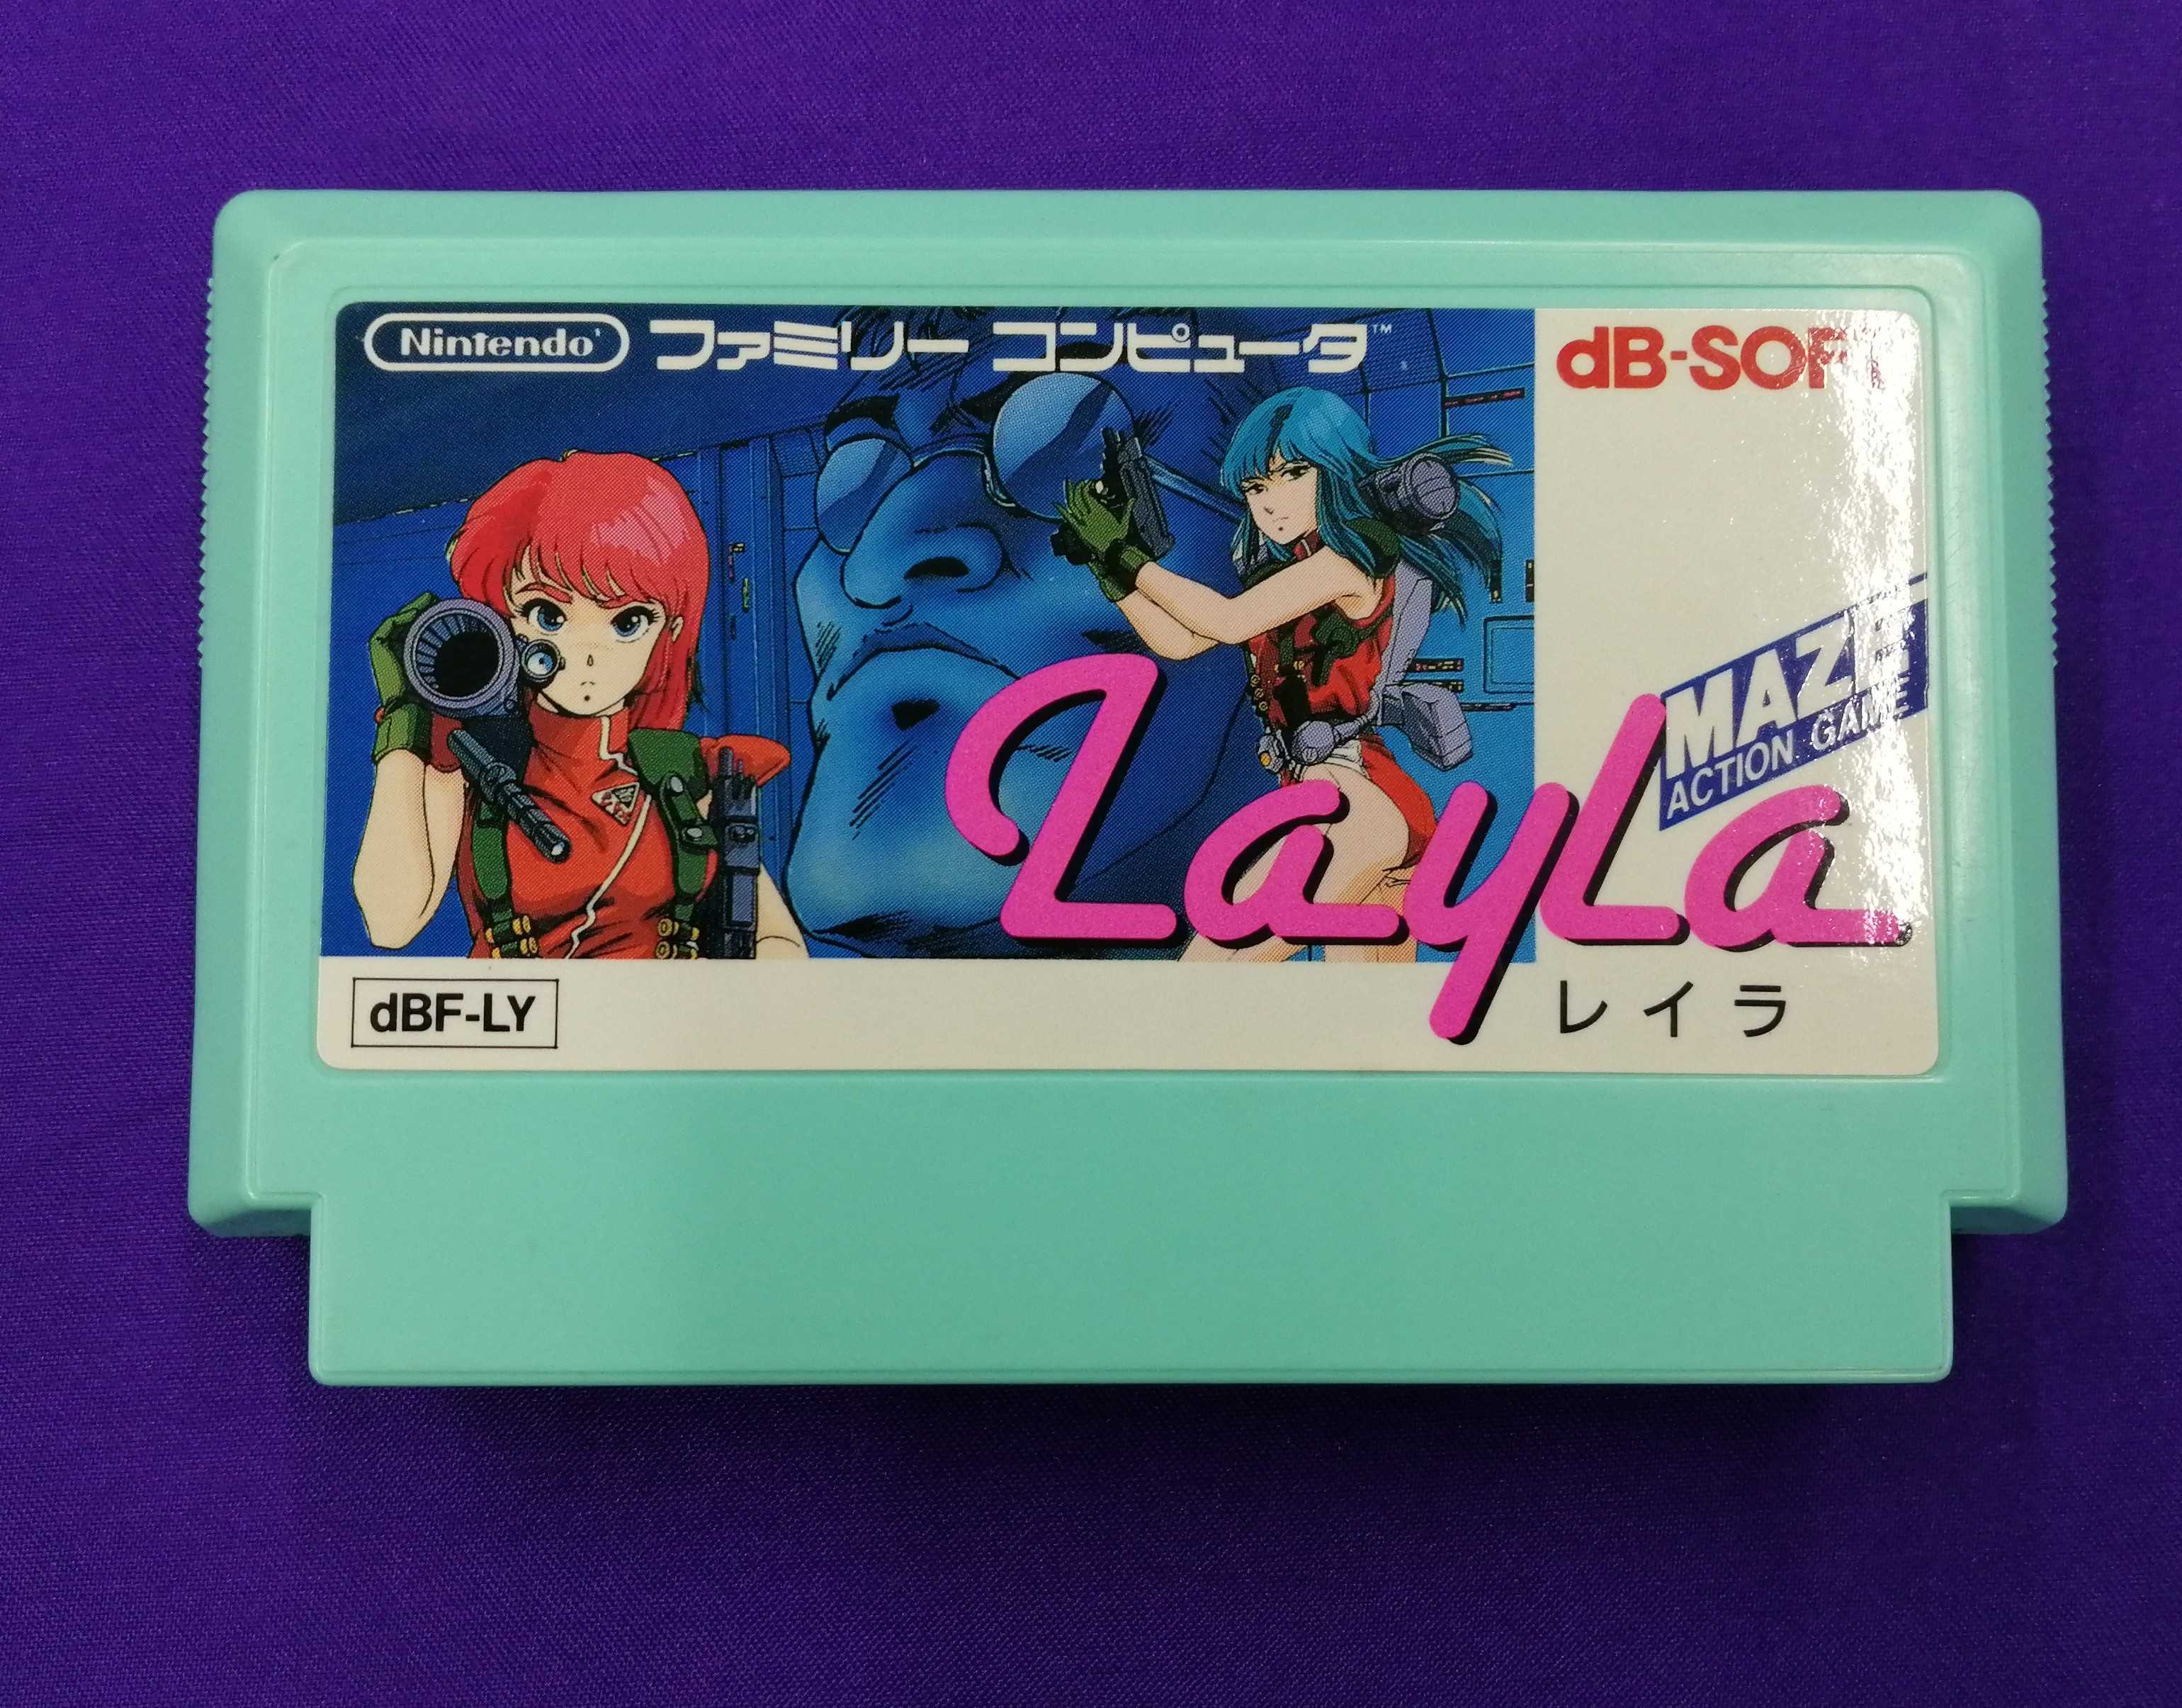 Nintendo ファミリー コンピュータ™
dB-SOFT
MAZE
ACTION GAME
Layla
レイラ
dBF-LY